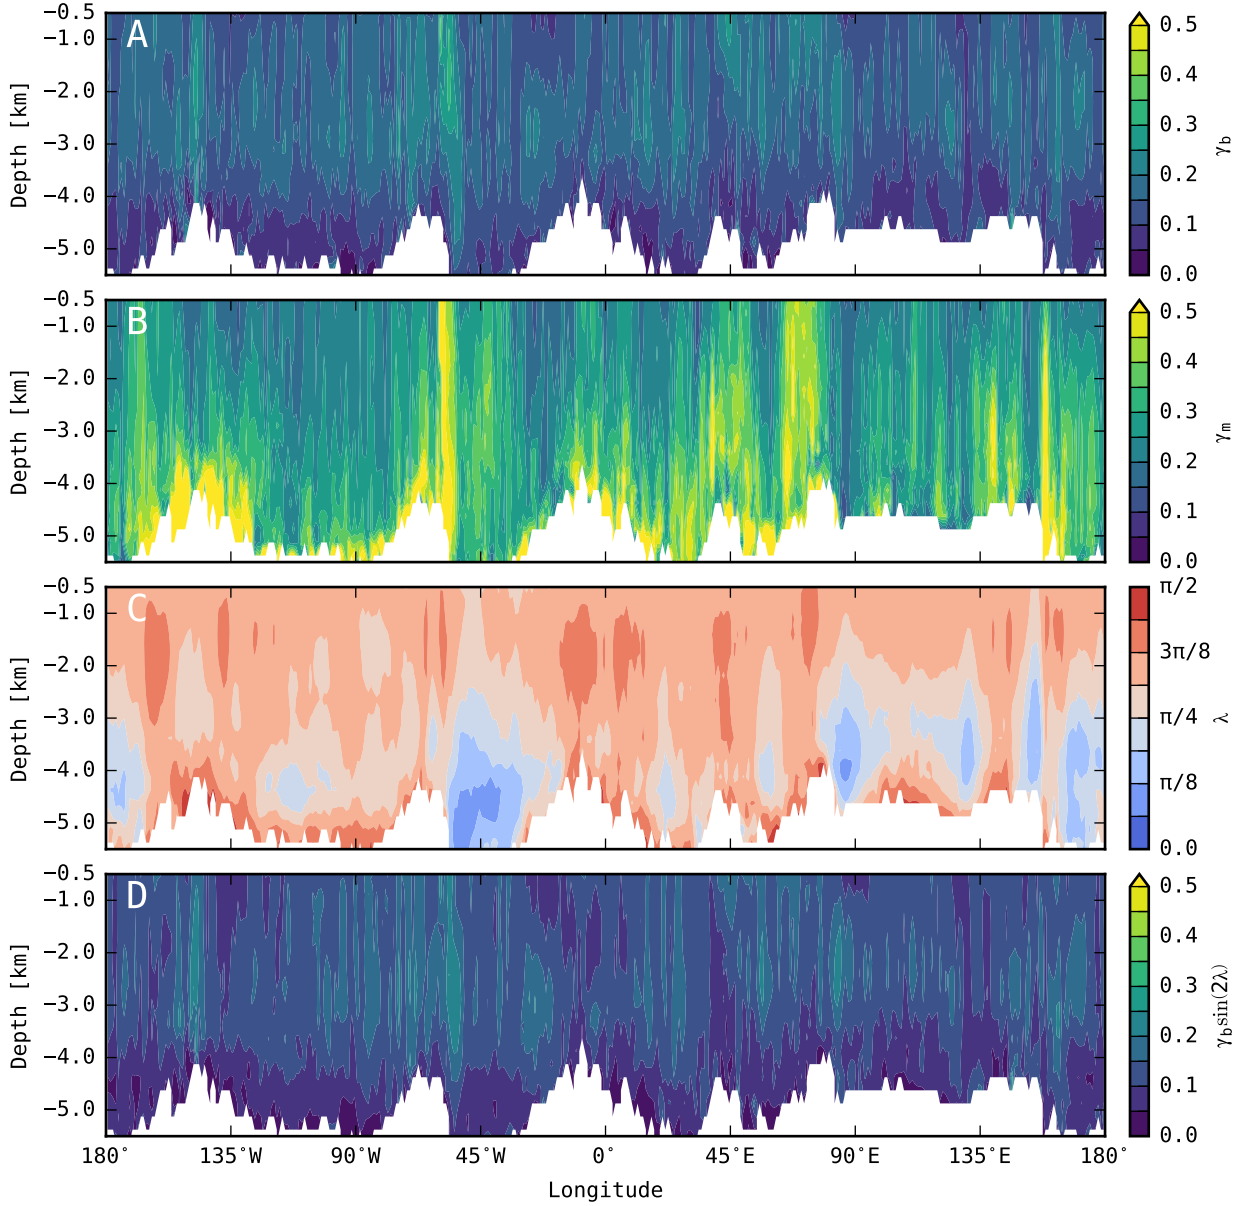 A
−0.5
−1.0
−2.0
−3.0
−4.0
−5.0
Depth [km]
0.5
0.4
0.3
0.2
0.1
0.0
γb
B
−0.5
−1.0
−2.0
−3.0
−4.0
−5.0
Depth [km]
0.5
0.4
0.3
0.2
0.1
0.0
γm
C
−0.5
−1.0
−2.0
−3.0
−4.0
−5.0
Depth [km]
π/2
3π/8
π/4
π/8
0.0
λ
D
−0.5
−1.0
−2.0
−3.0
−4.0
−5.0
Depth [km]
0.5
0.4
0.3
0.2
0.1
0.0
γb sin(2λ)
180° 135°W 90°W 45°W 0° 45°E 90°E 135°E 180°
Longitude